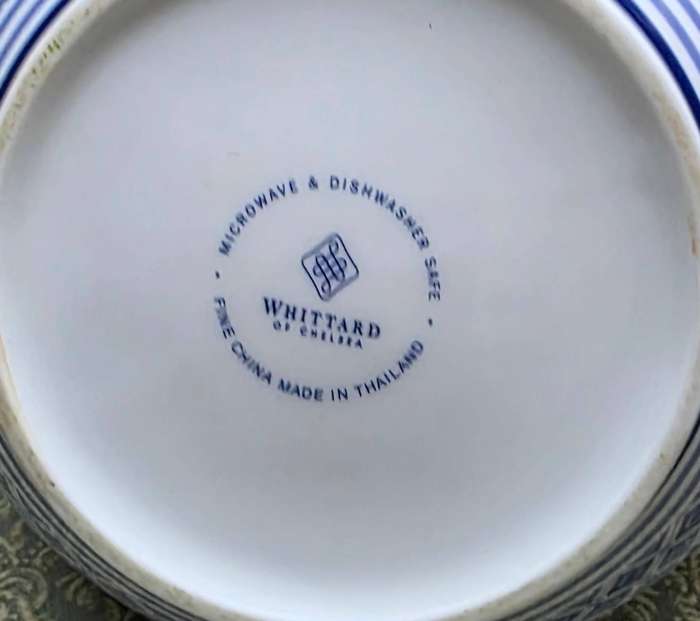 MICROWAVE & DISHWASHER SAFE
WHITTARD
OF CHELSEA
FINE CHINA MADE IN THAILAND